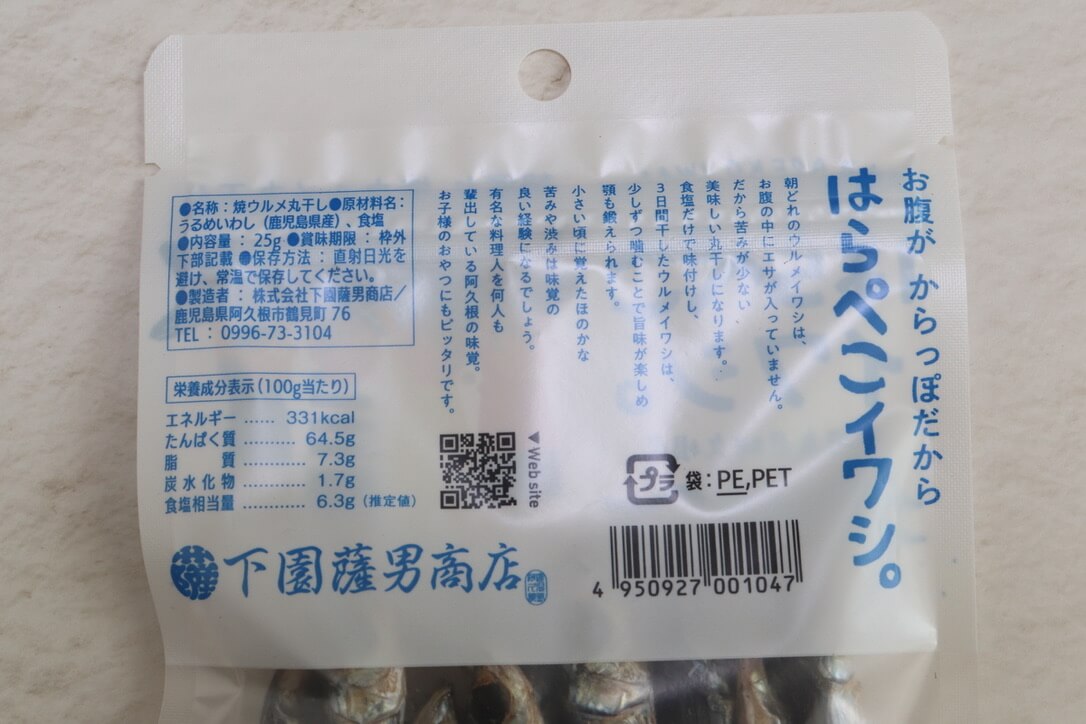 お腹が からっぽだから
はらぺこイワシ。
朝どれのウルメイワシは、
お腹の中にエサが入っていません。
だから苦みが少ない、
美味しい丸干しになります。
食塩だけで味付けし、
3日間干したウルメイワシは、
少しずつ噛むことで旨味が楽しめ
顎も鍛えられます。
小さい頃に覚えたほのかな
苦みや渋みは味覚の
良い経験になるでしょう。
有名な料理人を何人も
輩出している阿久根の味覚。
お子様のおやつにもピッタリです。
●名称：焼ウルメ丸干し●原材料名：
うるめいわし（鹿児島県産）、食塩
●内容量：25g ●賞味期限：枠外
下部記載 ●保存方法：直射日光を
避け、常温で保存してください。
●製造者：株式会社下園薩男商店／
鹿児島県阿久根市鶴見町 76
TEL：0996-73-3104
栄養成分表示（100g当たり）
エネルギー …… 331kcal
たんぱく質 ………… 64.5g
脂　　質 ………… 7.3g
炭水化物 ………… 1.7g
食塩相当量 ………… 6.3g（推定値）
▼Web site
プラ 袋：PE,PET
下園薩男商店
4 950927 001047